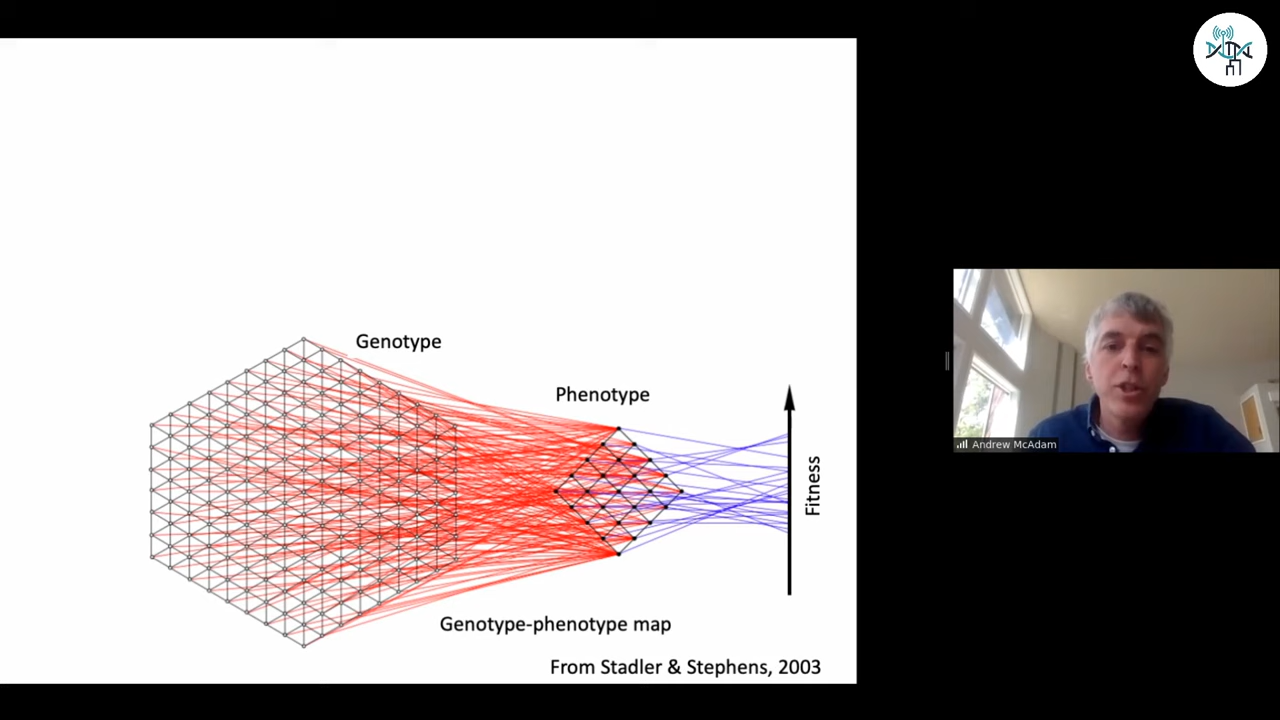 Genotype
Phenotype
Fitness
Genotype-phenotype map
From Stadler & Stephens, 2003
Andrew McAdam